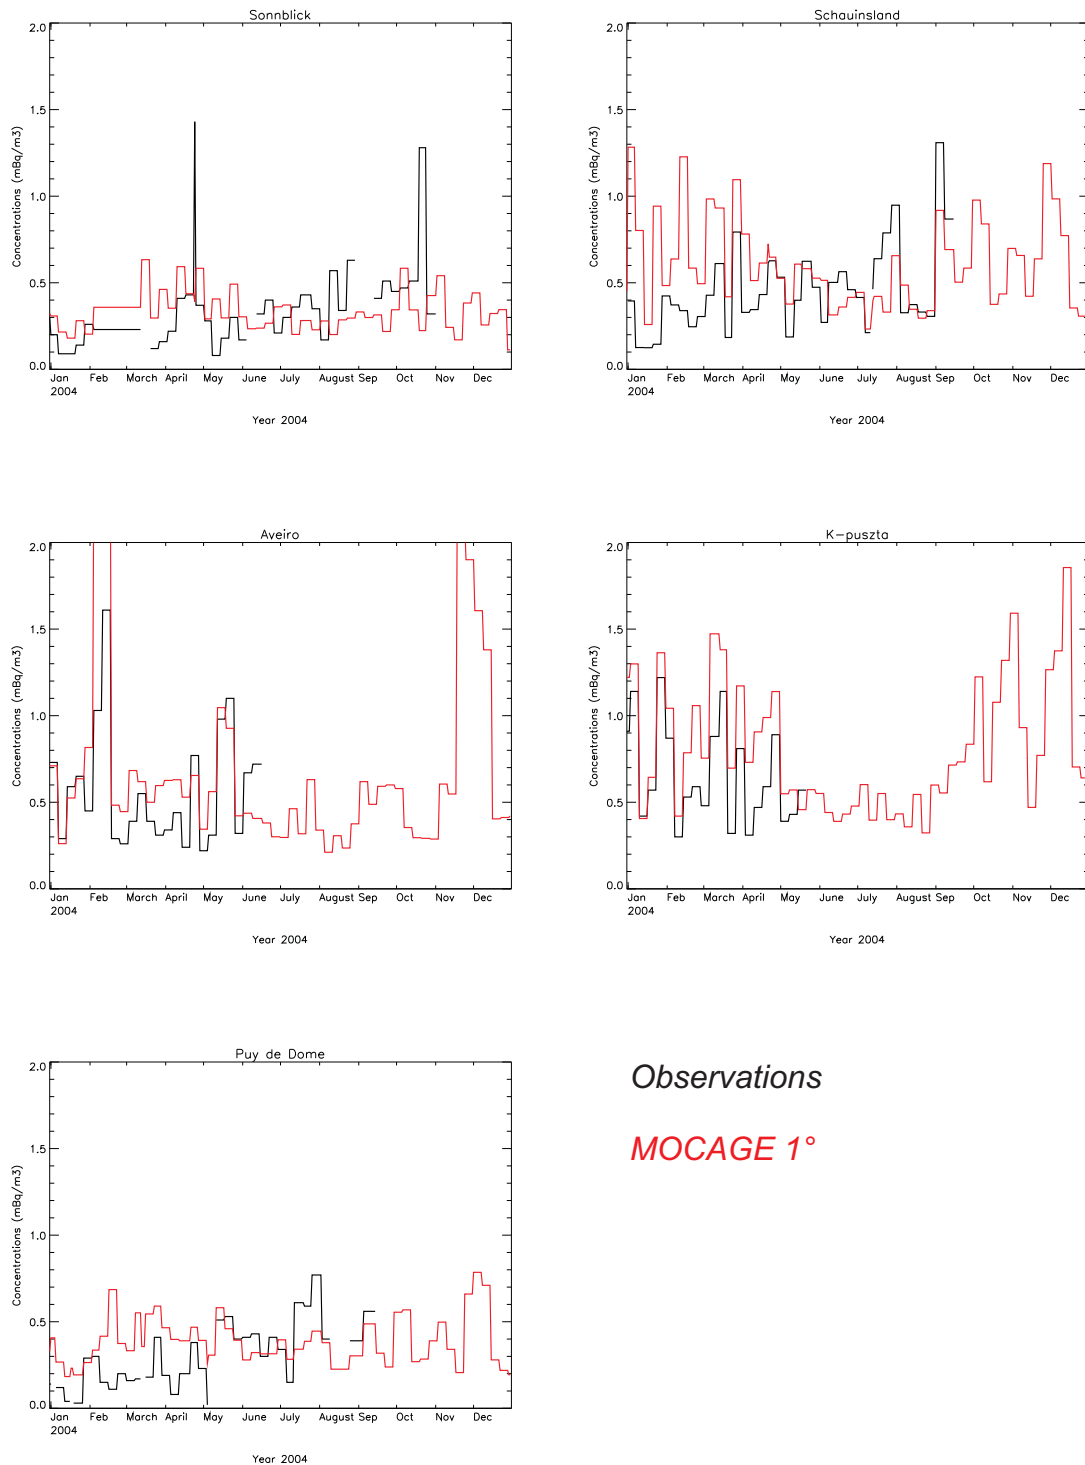 Sonnblick
2.0
1.5
1.0
0.5
0.0
Concentrations (mBq/m3)
Jan Feb March April May June July August Sep Oct Nov Dec
2004
Year 2004
Schauinsland
2.0
1.5
1.0
0.5
0.0
Concentrations (mBq/m3)
Jan Feb March April May June July August Sep Oct Nov Dec
2004
Year 2004
Aveiro
2.0
1.5
1.0
0.5
0.0
Concentrations (mBq/m3)
Jan Feb March April May June July August Sep Oct Nov Dec
2004
Year 2004
K-puszta
2.0
1.5
1.0
0.5
0.0
Concentrations (mBq/m3)
Jan Feb March April May June July August Sep Oct Nov Dec
2004
Year 2004
Puy de Dome
2.0
1.5
1.0
0.5
0.0
Concentrations (mBq/m3)
Jan Feb March April May June July August Sep Oct Nov Dec
2004
Year 2004
Observations
MOCAGE 1°